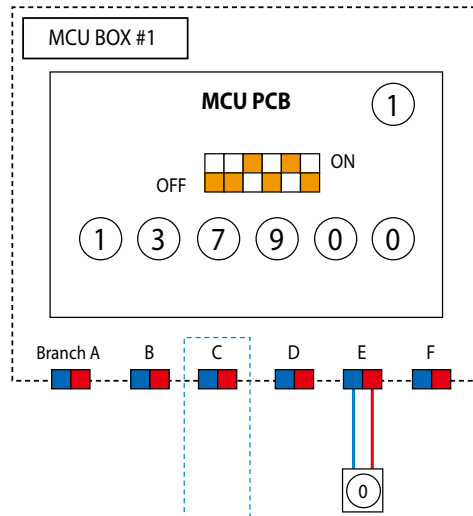 MCU BOX #1
MCU PCB 1
ON
OFF
1 3 7 9 0 0
Branch A B C D E F
0